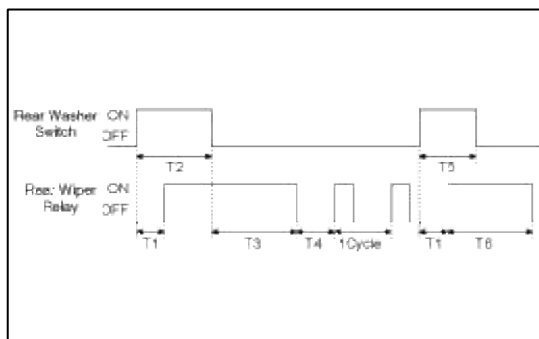 Rear Washer ON
Switch OFF
T2
T5
Rear Wiper ON
Relay OFF
T1 T3 T4 1Cycle T1 T6